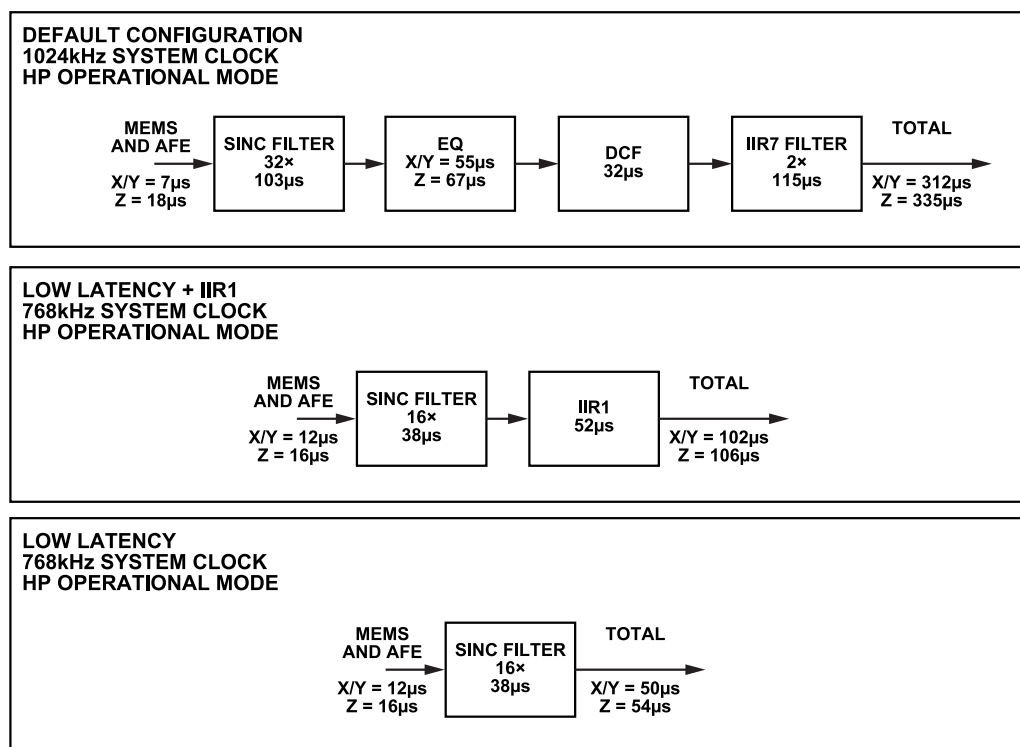 DEFAULT CONFIGURATION
1024kHz SYSTEM CLOCK
HP OPERATIONAL MODE
MEMS
AND AFE
X/Y = 7µs
Z = 18µs
SINC FILTER
32×
103µs
EQ
X/Y = 55µs
Z = 67µs
DCF
32µs
IIR7 FILTER
2×
115µs
TOTAL
X/Y = 312µs
Z = 335µs
LOW LATENCY + IIR1
768kHz SYSTEM CLOCK
HP OPERATIONAL MODE
MEMS
AND AFE
X/Y = 12µs
Z = 16µs
SINC FILTER
16×
38µs
IIR1
52µs
TOTAL
X/Y = 102µs
Z = 106µs
LOW LATENCY
768kHz SYSTEM CLOCK
HP OPERATIONAL MODE
MEMS
AND AFE
X/Y = 12µs
Z = 16µs
SINC FILTER
16×
38µs
TOTAL
X/Y = 50µs
Z = 54µs